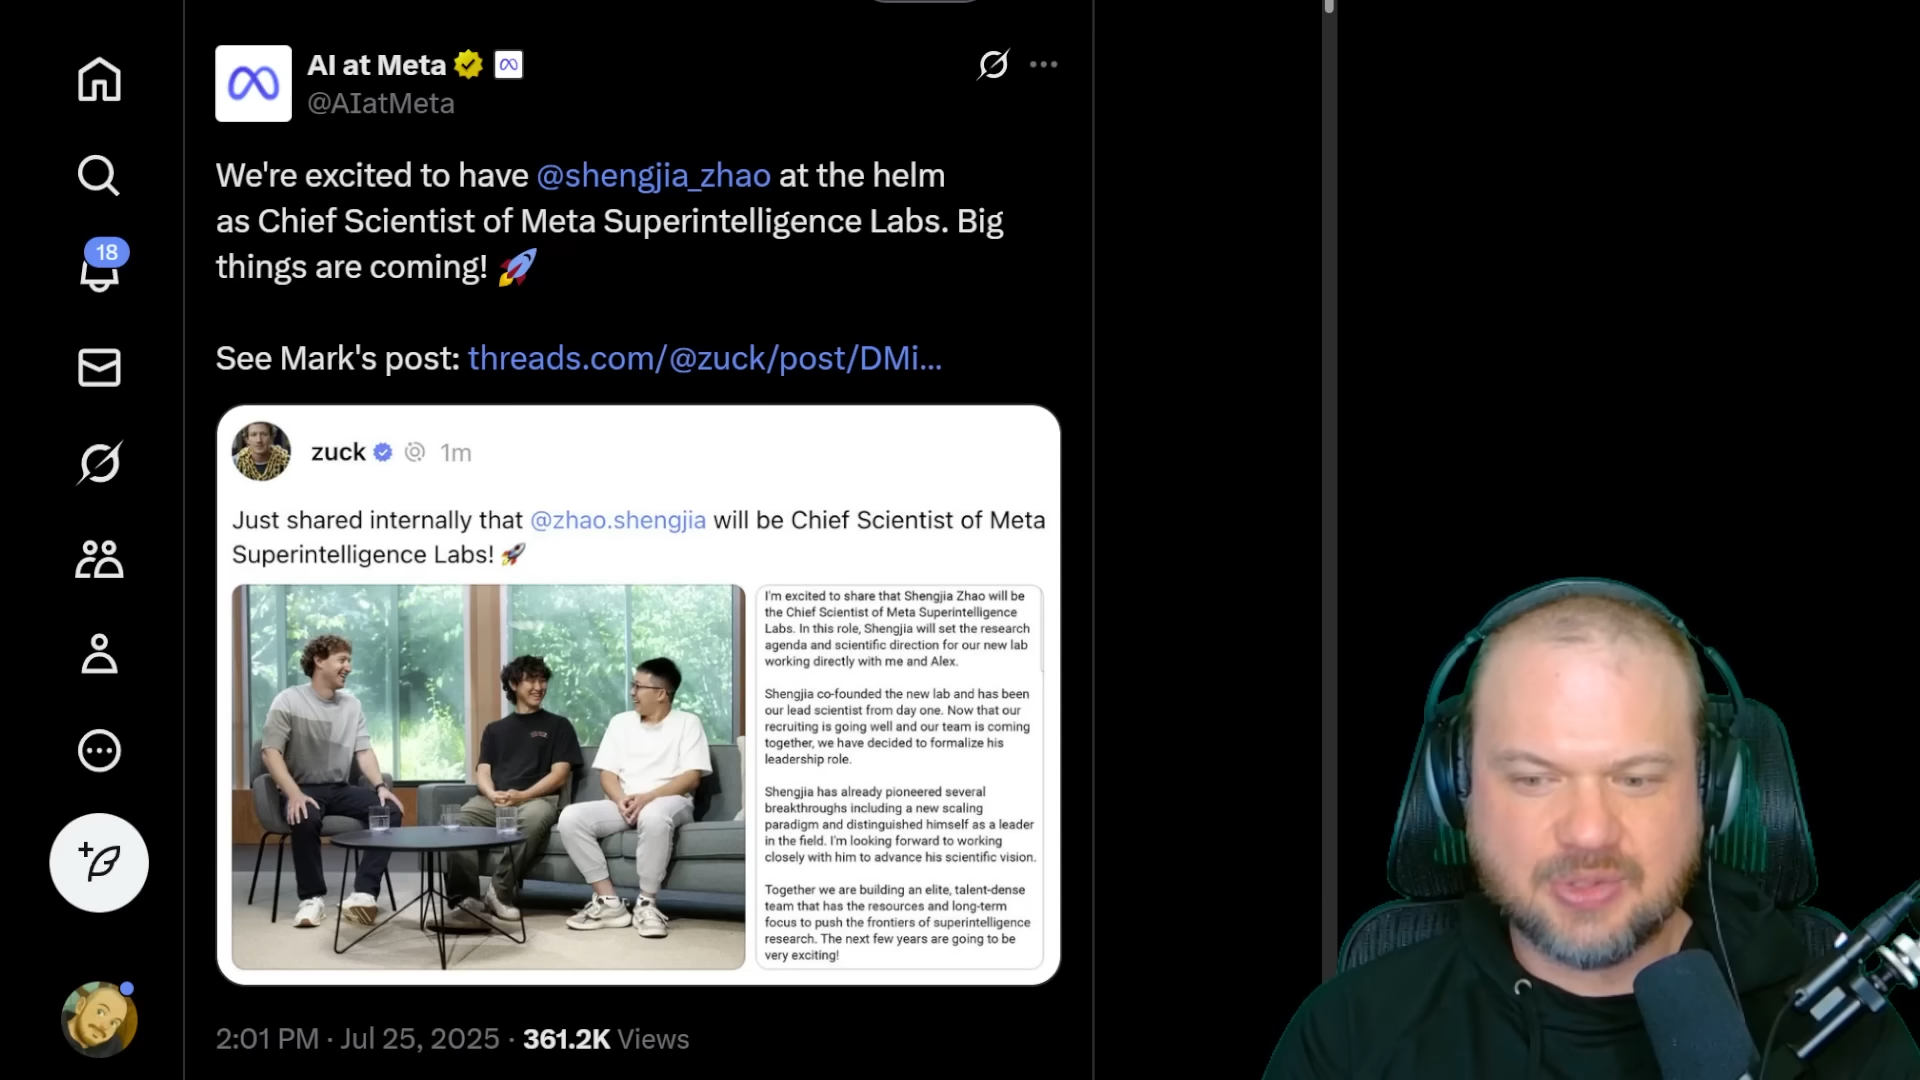 AI at Meta
@AIatMeta
We're excited to have @shengjia_zhao at the helm
as Chief Scientist of Meta Superintelligence Labs. Big
things are coming! 🚀
See Mark's post: threads.com/@zuck/post/DMi...
18
zuck 1m
Just shared internally that @zhao.shengjia will be Chief Scientist of Meta
Superintelligence Labs! 🚀
I'm excited to share that Shengjia Zhao will be
the Chief Scientist of Meta Superintelligence
Labs. In this role, Shengjia will set the research
agenda and scientific direction for our new lab
working directly with me and Alex.
Shengjia co-founded the new lab and has been
our lead scientist from day one. Now that our
recruiting is going well and our team is coming
together, we have decided to formalize his
leadership role.
Shengjia has already pioneered several
breakthroughs including a new scaling
paradigm and distinguished himself as a leader
in the field. I'm looking forward to working
closely with him to advance his scientific vision.
Together we are building an elite, talent-dense
team that has the resources and long-term
focus to push the frontiers of superintelligence
research. The next few years are going to be
very exciting!
2:01 PM · Jul 25, 2025 · 361.2K Views